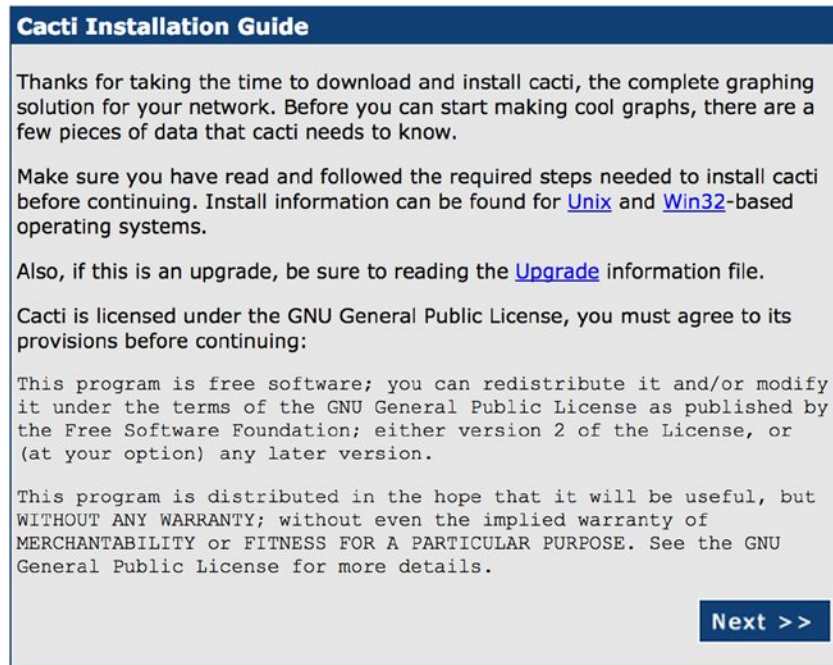 Cacti Installation Guide
Thanks for taking the time to download and install cacti, the complete graphing
solution for your network. Before you can start making cool graphs, there are a
few pieces of data that cacti needs to know.
Make sure you have read and followed the required steps needed to install cacti
before continuing. Install information can be found for Unix and Win32-based
operating systems.
Also, if this is an upgrade, be sure to reading the Upgrade information file.
Cacti is licensed under the GNU General Public License, you must agree to its
provisions before continuing:
This program is free software; you can redistribute it and/or modify
it under the terms of the GNU General Public License as published by
the Free Software Foundation; either version 2 of the License, or
(at your option) any later version.
This program is distributed in the hope that it will be useful, but
WITHOUT ANY WARRANTY; without even the implied warranty of
MERCHANTABILITY or FITNESS FOR A PARTICULAR PURPOSE. See the GNU
General Public License for more details.
Next >>